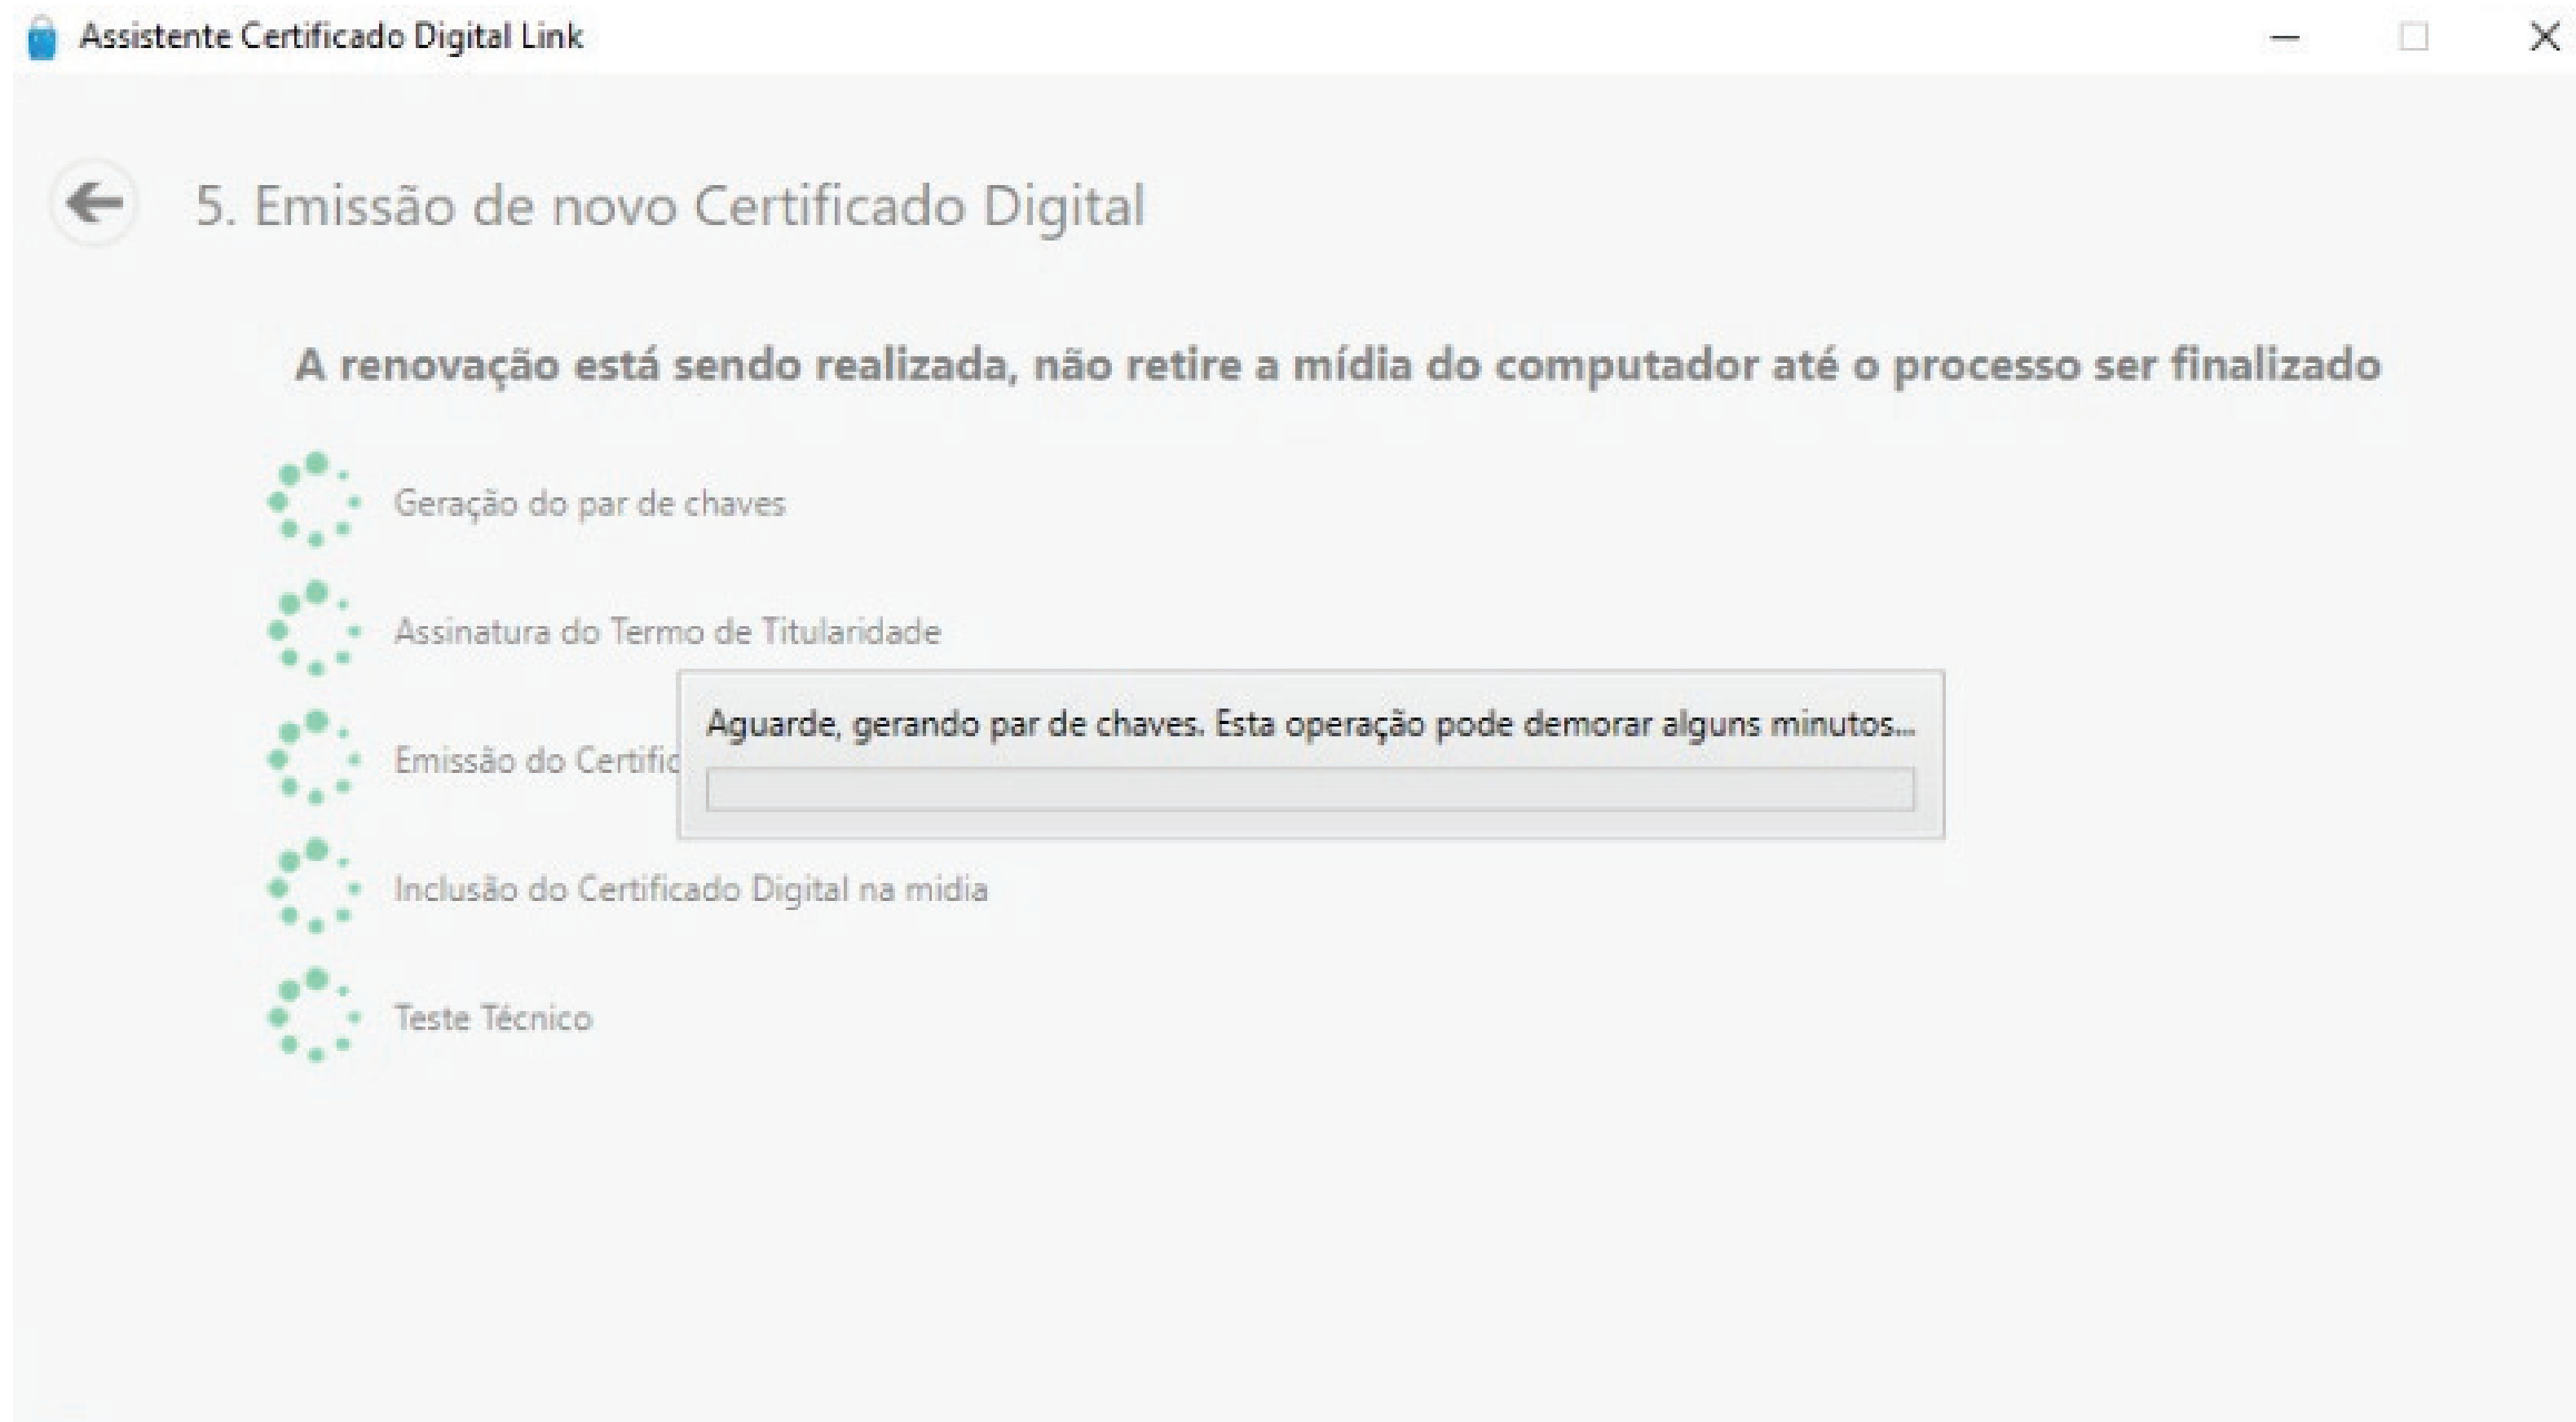 Assistente Certificado Digital Link
5. Emissão de novo Certificado Digital
A renovação está sendo realizada, não retire a mídia do computador até o processo ser finalizado
Geração do par de chaves
Assinatura do Termo de Titularidade
Aguarde, gerando par de chaves. Esta operação pode demorar alguns minutos...
Emissão do Certific
Inclusão do Certificado Digital na midia
Teste Técnico